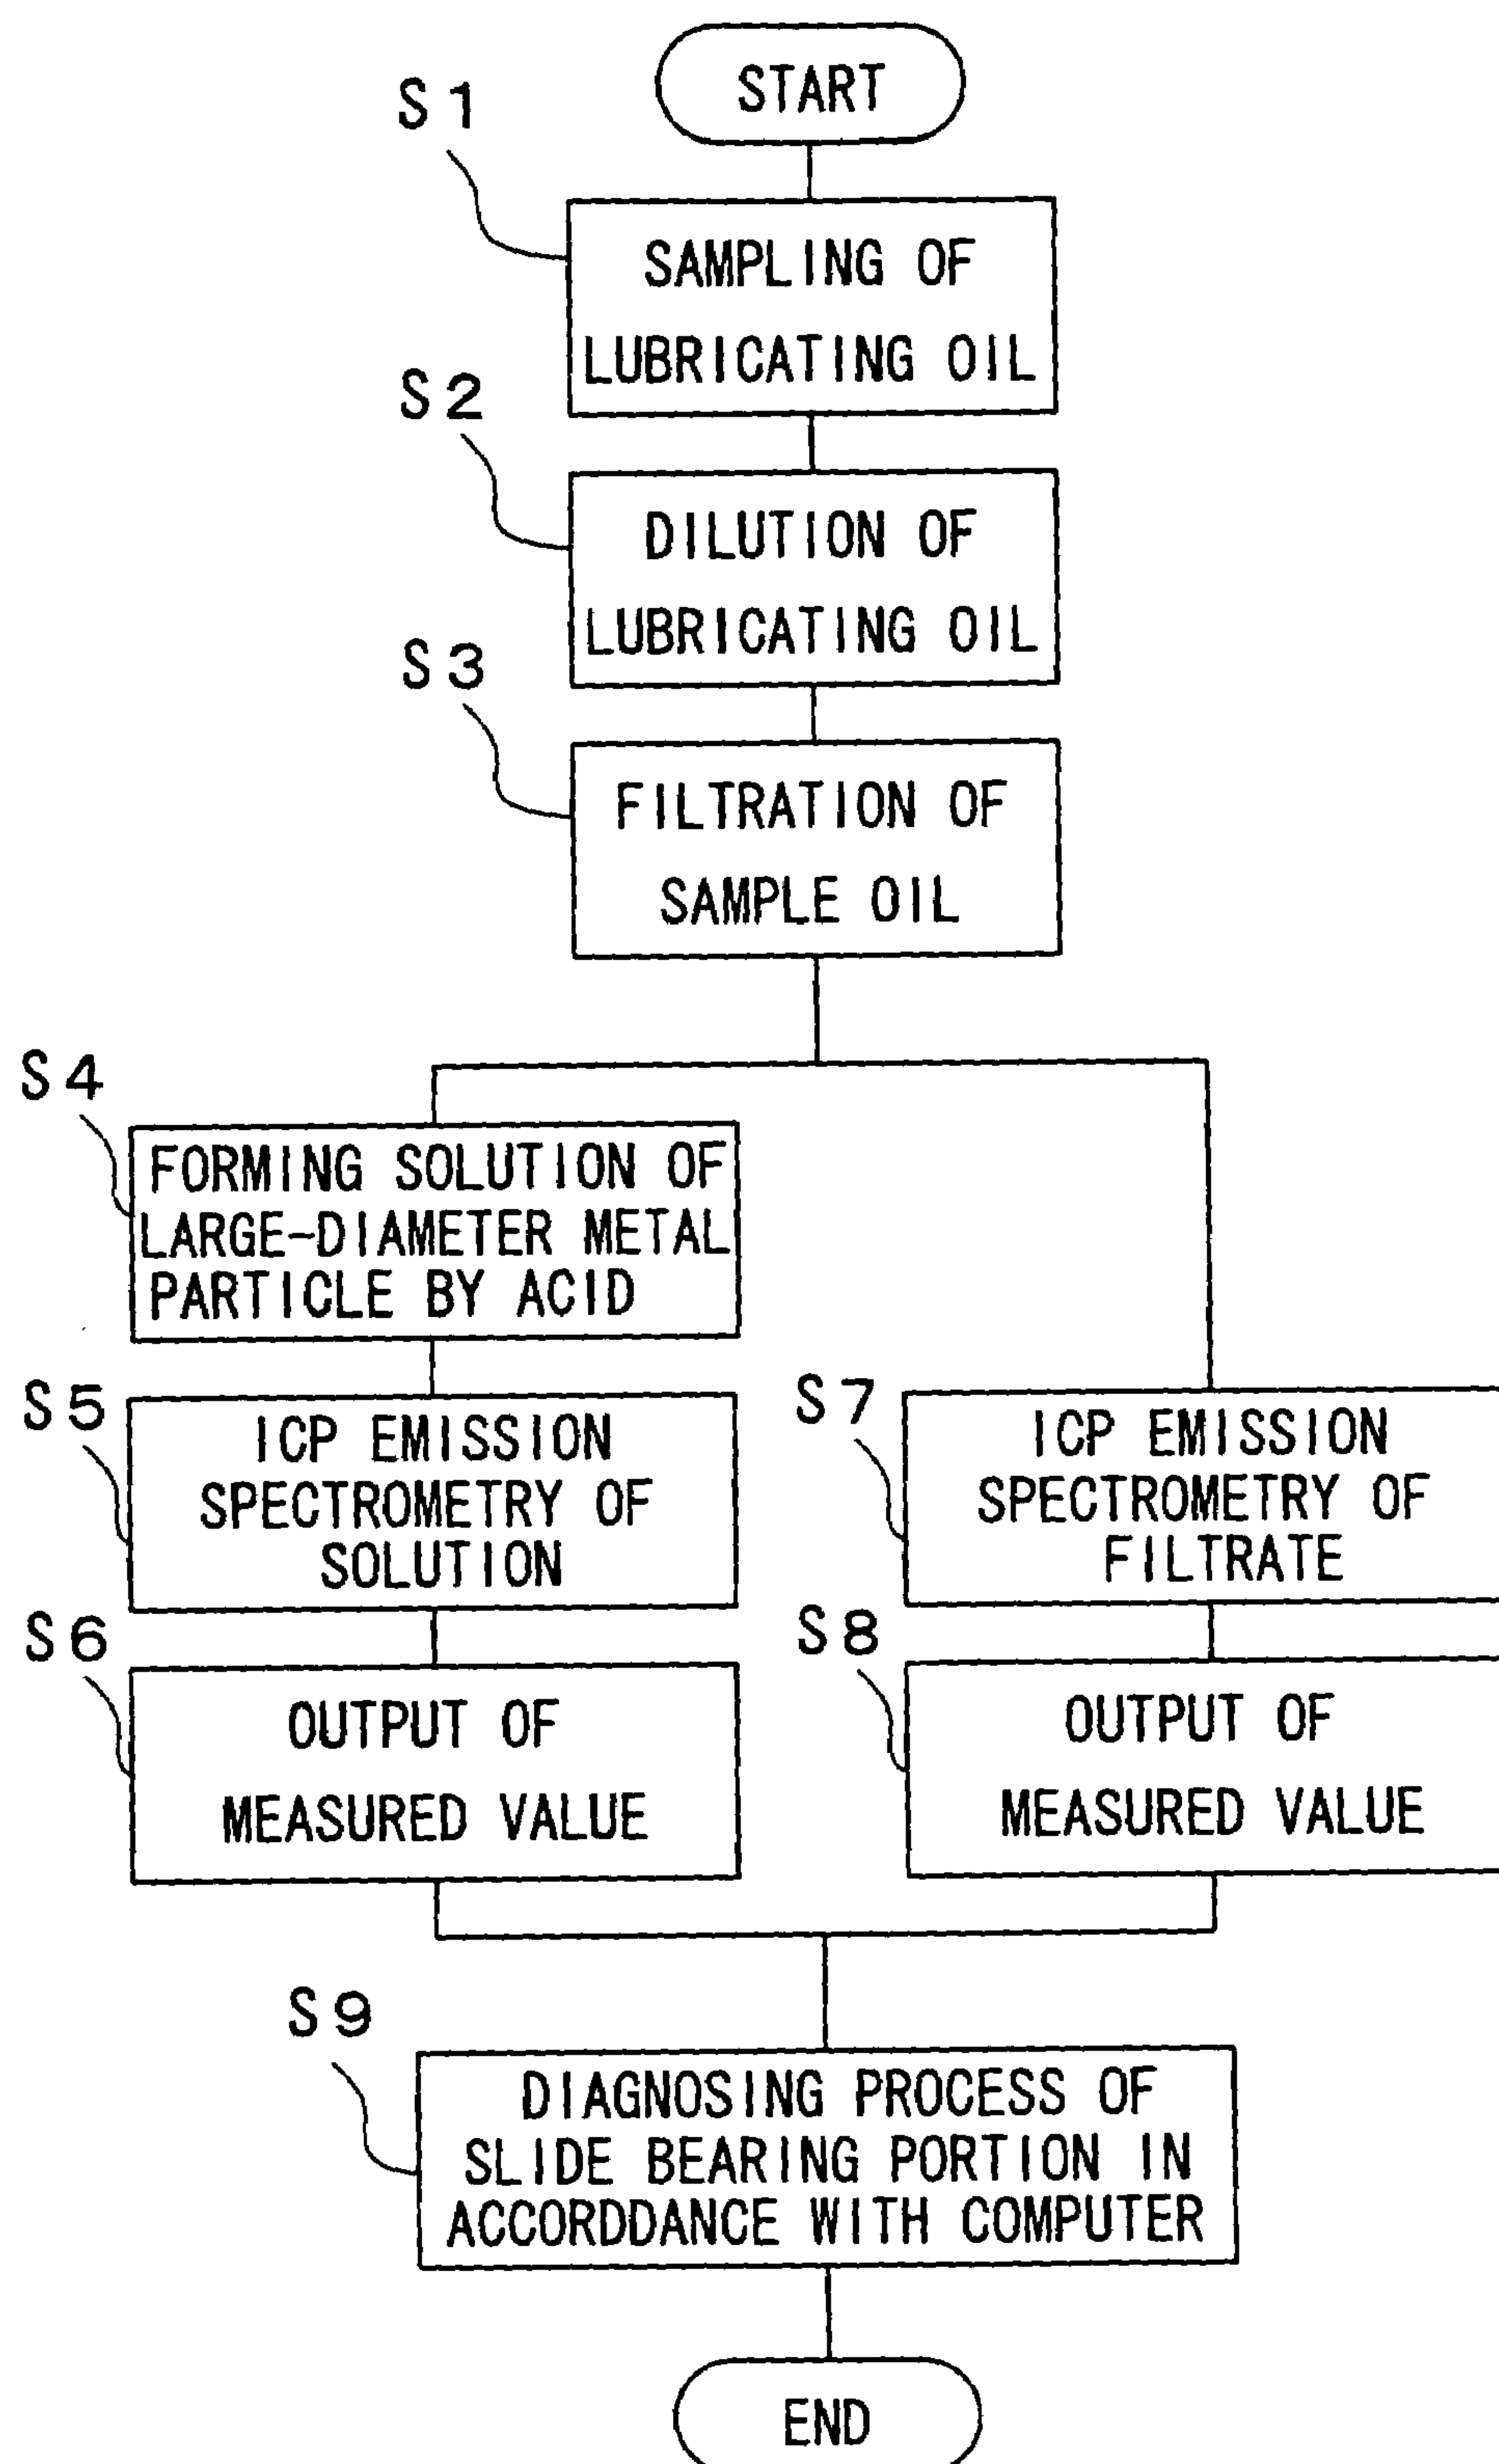 START
S1
SAMPLING OF
LUBRICATING OIL
S2
DILUTION OF
LUBRICATING OIL
S3
FILTRATION OF
SAMPLE OIL
S4
FORMING SOLUTION OF
LARGE-DIAMETER METAL
PARTICLE BY ACID
S5
ICP EMISSION
SPECTROMETRY OF
SOLUTION
S7
ICP EMISSION
SPECTROMETRY OF
FILTRATE
S6
OUTPUT OF
MEASURED VALUE
S8
OUTPUT OF
MEASURED VALUE
S9
DIAGNOSING PROCESS OF
SLIDE BEARING PORTION IN
ACCORDDANCE WITH COMPUTER
END